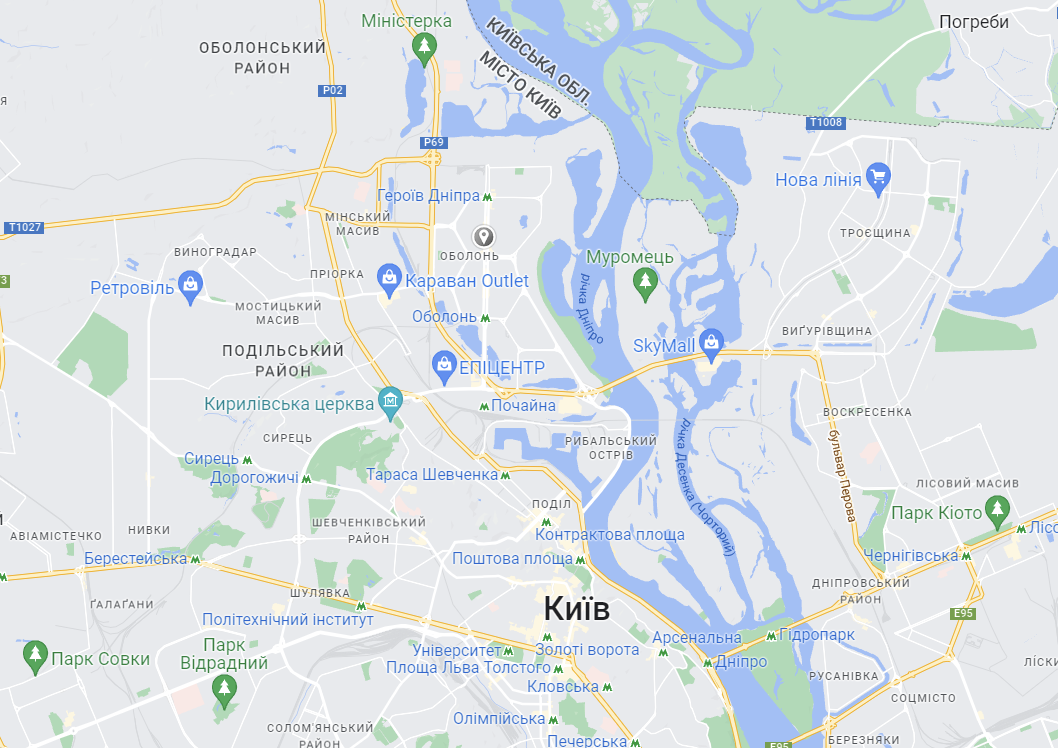 Міністерка
Погреби
ОБОЛОНСЬКИЙ
РАЙОН
КИЇВСЬКА ОБЛ.
МІСТО КИЇВ
Р02
Т1008
Р69
Нова лінія
Героїв Дніпра
МІНСЬКИЙ
МАСИВ
Т1027
ТРОЄЩИНА
ВИНОГРАДАР
ОБОЛОНЬ
Муромець
ПРІОРКА
Караван Outlet
Ретровіль
річка Дніпро
МОСТИЦЬКИЙ
МАСИВ
Оболонь
ВИГУРІВЩИНА
SkyMall
ПОДІЛЬСЬКИЙ
РАЙОН
ЕПІЦЕНТР
Кирилівська церква
Почайна
ВОСКРЕСЕНКА
СИРЕЦЬ
РИБАЛЬСЬКИЙ
ОСТРІВ
річка Десенка (Чорторий)
бульвар Перова
Сирець
Дорогожичі
Тараса Шевченка
ЛІСОВИЙ МАСИВ
ПОДІЛ
Парк Кіото
ШЕВЧЕНКІВСЬКИЙ
РАЙОН
НИВКИ
АВІАМІСТЕЧКО
Контрактова площа
Берестейська
Поштова площа
Чернігівська
ДНІПРОВСЬКИЙ
РАЙОН
ШУЛЯВКА
ҐАЛАҐАНИ
Київ
Е95
Політехнічний інститут
Арсенальна
Гідропарк
Парк
Відрадний
Парк Совки
Університет
Золоті ворота
Площа Льва Толстого
Дніпро
Кловська
РУСАНІВКА
СОЦМІСТО
СОЛОМ'ЯНСЬКИЙ
РАЙОН
Олімпійська
Печерська
Е95
БЕРЕЗНЯКИ